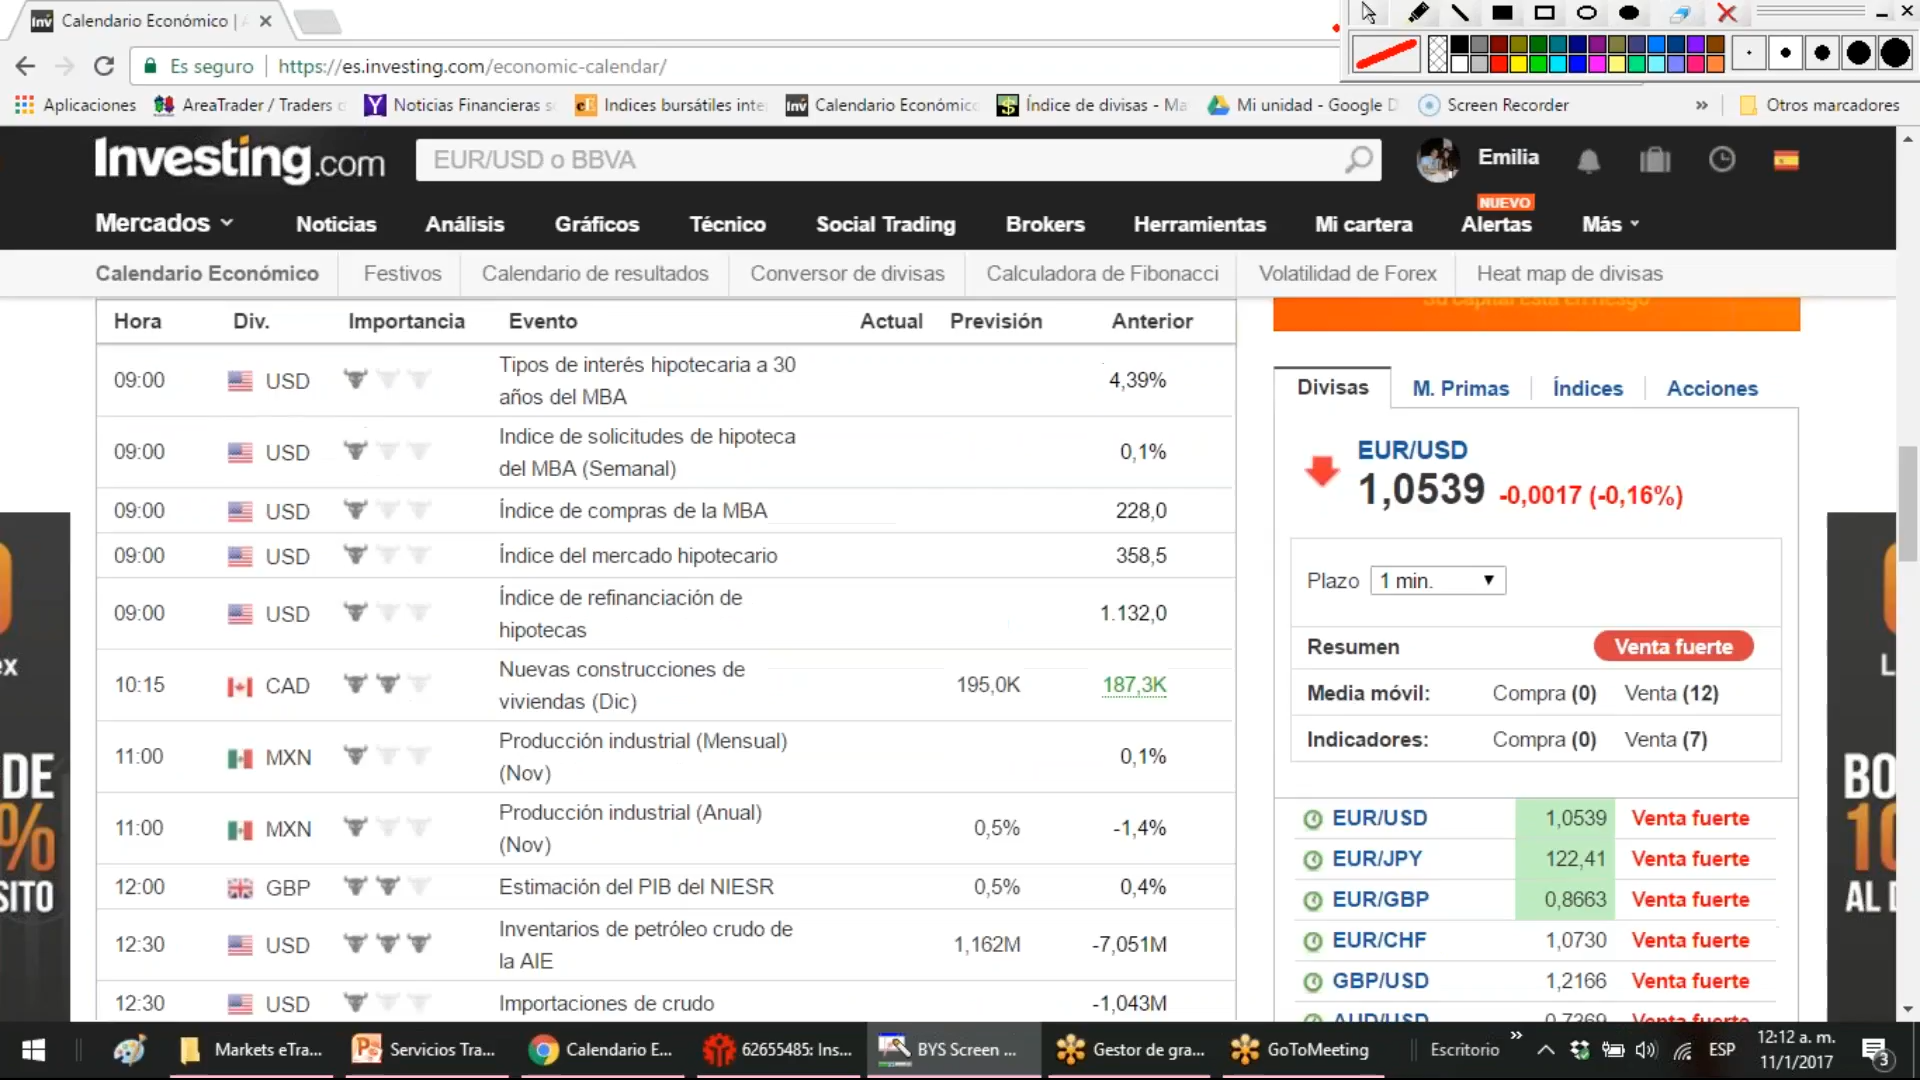 Calendario Económico |
Es seguro
https://es.investing.com/economic-calendar/
Aplicaciones
AreaTrader / Traders
Noticias Financieras
Indices bursátiles
Calendario Económic
Índice de divisas - Ma
Mi unidad - Google D
Screen Recorder
»
Otros marcadores
Investing.com
EUR/USD o BBVA
Emilia
Mercados
Noticias
Análisis
Gráficos
Técnico
Social Trading
Brokers
Herramientas
Mi cartera
NUEVO
Alertas
Más
Calendario Económico
Festivos
Calendario de resultados
Conversor de divisas
Calculadora de Fibonacci
Volatilidad de Forex
Heat map de divisas
Hora Div. Importancia Evento Actual Previsión Anterior
09:00 USD Tipos de interés hipotecaria a 30 4,39%
años del MBA
09:00 USD Indice de solicitudes de hipoteca 0,1%
del MBA (Semanal)
09:00 USD Índice de compras de la MBA 228,0
09:00 USD Índice del mercado hipotecario 358,5
09:00 USD Índice de refinanciación de 1.132,0
hipotecas
10:15 CAD Nuevas construcciones de 195,0K 187,3K
viviendas (Dic)
11:00 MXN Producción industrial (Mensual) 0,1%
(Nov)
11:00 MXN Producción industrial (Anual) 0,5% -1,4%
(Nov)
12:00 GBP Estimación del PIB del NIESR 0,5% 0,4%
12:30 USD Inventarios de petróleo crudo de 1,162M -7,051M
la AIE
12:30 USD Importaciones de crudo -1,043M
Su capital está en riesgo
Divisas M. Primas Índices Acciones
EUR/USD
1,0539 -0,0017 (-0,16%)
Plazo 1 min.
Resumen Venta fuerte
Media móvil: Compra (0) Venta (12)
Indicadores: Compra (0) Venta (7)
EUR/USD 1,0539 Venta fuerte
EUR/JPY 122,41 Venta fuerte
EUR/GBP 0,8663 Venta fuerte
EUR/CHF 1,0730 Venta fuerte
GBP/USD 1,2166 Venta fuerte
AUD/USD 0,7369 Venta fuerte
DE
%
SITO
BO
10
AL D
Markets eTra...
Servicios Tra...
Calendario E...
62655485: Ins...
BYS Screen ...
Gestor de gra...
GoToMeeting
Escritorio
»
ESP
12:12 a. m.
11/1/2017
3